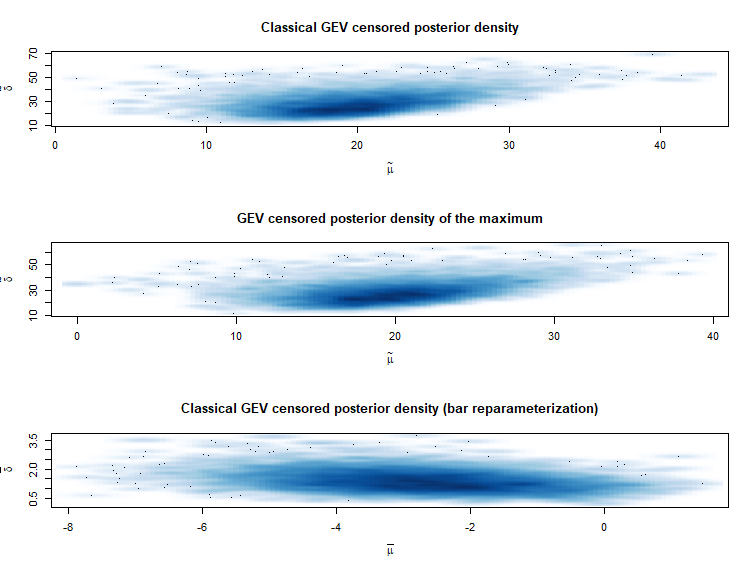 Classical GEV censored posterior density
70
50
30
10
δ̃
0 10 20 30 40
μ̃
GEV censored posterior density of the maximum
50
30
10
δ̃
0 10 20 30 40
μ̃
Classical GEV censored posterior density (bar reparameterization)
3.5
2.0
0.5
δ̅
-8 -6 -4 -2 0
μ̅